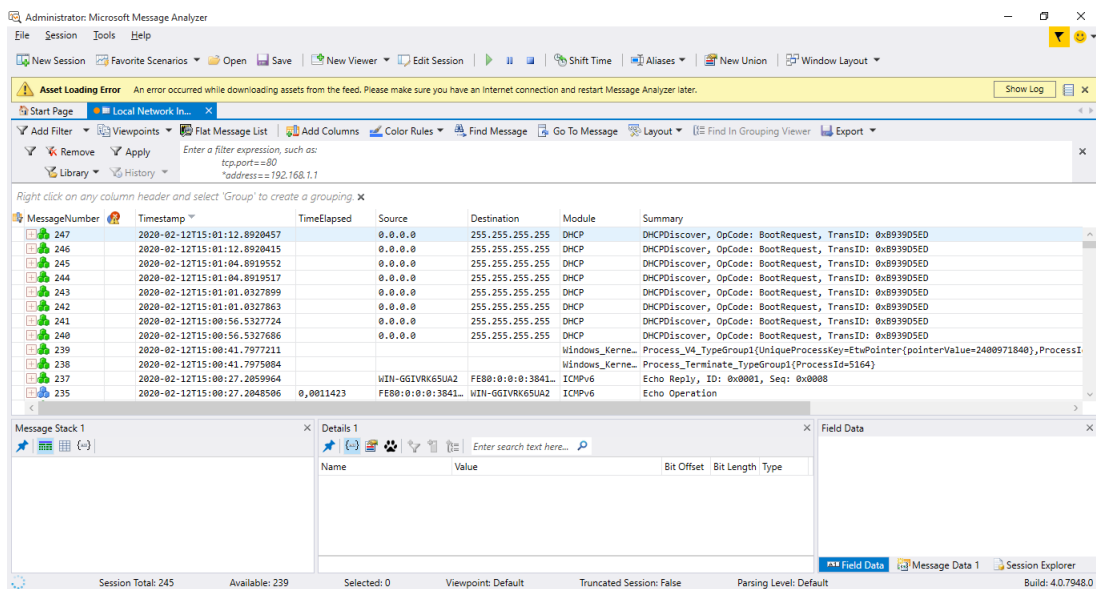 Administrator: Microsoft Message Analyzer
File Session Tools Help
New Session Favorite Scenarios Open Save New Viewer Edit Session Shift Time Aliases New Union Window Layout
Asset Loading Error An error occurred while downloading assets from the feed. Please make sure you have an Internet connection and restart Message Analyzer later. Show Log
Start Page Local Network In...
Add Filter Viewpoints Flat Message List Add Columns Color Rules Find Message Go To Message Layout Find In Grouping Viewer Export
Remove Apply Enter a filter expression, such as:
tcp.port==80
Library History *address==192.168.1.1
Right click on any column header and select 'Group' to create a grouping.
MessageNumber Timestamp TimeElapsed Source Destination Module Summary
247 2020-02-12T15:01:12.8920457 0.0.0.0 255.255.255.255 DHCP DHCPDiscover, OpCode: BootRequest, TransID: 0xB939D5ED
246 2020-02-12T15:01:12.8920415 0.0.0.0 255.255.255.255 DHCP DHCPDiscover, OpCode: BootRequest, TransID: 0xB939D5ED
245 2020-02-12T15:01:04.8919552 0.0.0.0 255.255.255.255 DHCP DHCPDiscover, OpCode: BootRequest, TransID: 0xB939D5ED
244 2020-02-12T15:01:04.8919517 0.0.0.0 255.255.255.255 DHCP DHCPDiscover, OpCode: BootRequest, TransID: 0xB939D5ED
243 2020-02-12T15:01:01.0327899 0.0.0.0 255.255.255.255 DHCP DHCPDiscover, OpCode: BootRequest, TransID: 0xB939D5ED
242 2020-02-12T15:01:01.0327863 0.0.0.0 255.255.255.255 DHCP DHCPDiscover, OpCode: BootRequest, TransID: 0xB939D5ED
241 2020-02-12T15:00:56.5327724 0.0.0.0 255.255.255.255 DHCP DHCPDiscover, OpCode: BootRequest, TransID: 0xB939D5ED
240 2020-02-12T15:00:56.5327686 0.0.0.0 255.255.255.255 DHCP DHCPDiscover, OpCode: BootRequest, TransID: 0xB939D5ED
239 2020-02-12T15:00:41.7977211 Windows_Kerne... Process_V4_TypeGroup1{UniqueProcessKey=EtwPointer{pointerValue=2400971840},ProcessI
238 2020-02-12T15:00:41.7975084 Windows_Kerne... Process_Terminate_TypeGroup1{ProcessId=5164}
237 2020-02-12T15:00:27.2059964 WIN-GGIVRK65UA2 FE80:0:0:0:3841... ICMPv6 Echo Reply, ID: 0x0001, Seq: 0x0008
235 2020-02-12T15:00:27.2048506 0,0011423 FE80:0:0:0:3841... WIN-GGIVRK65UA2 ICMPv6 Echo Operation
Message Stack 1 Details 1 Field Data
Enter search text here...
Name Value Bit Offset Bit Length Type
Field Data Message Data 1 Session Explorer
Session Total: 245 Available: 239 Selected: 0 Viewpoint: Default Truncated Session: False Parsing Level: Default Build: 4.0.7948.0